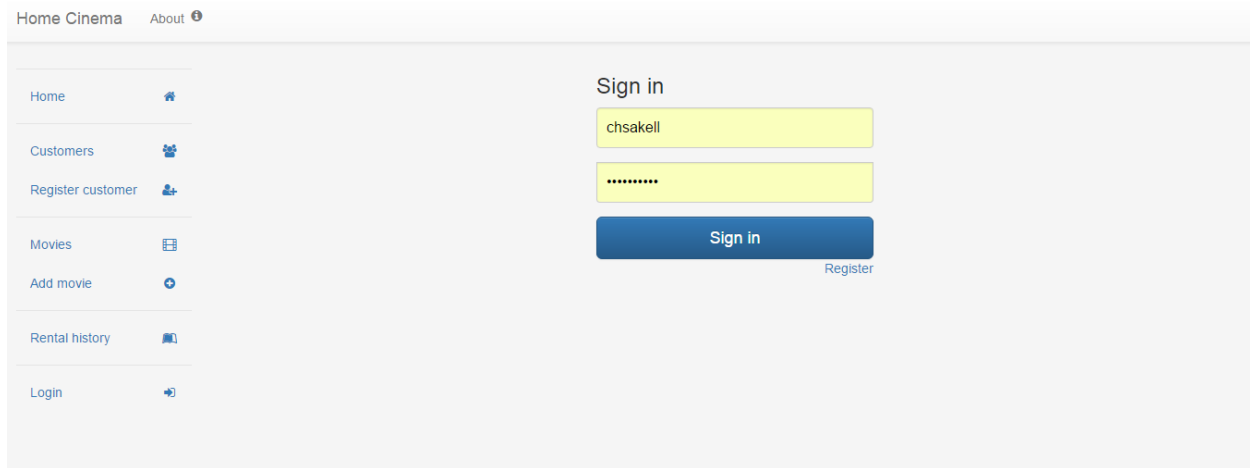 Home Cinema About
Home
Customers
Register customer
Movies
Add movie
Rental history
Login
Sign in
chsakell
••••••••••
Sign in
Register